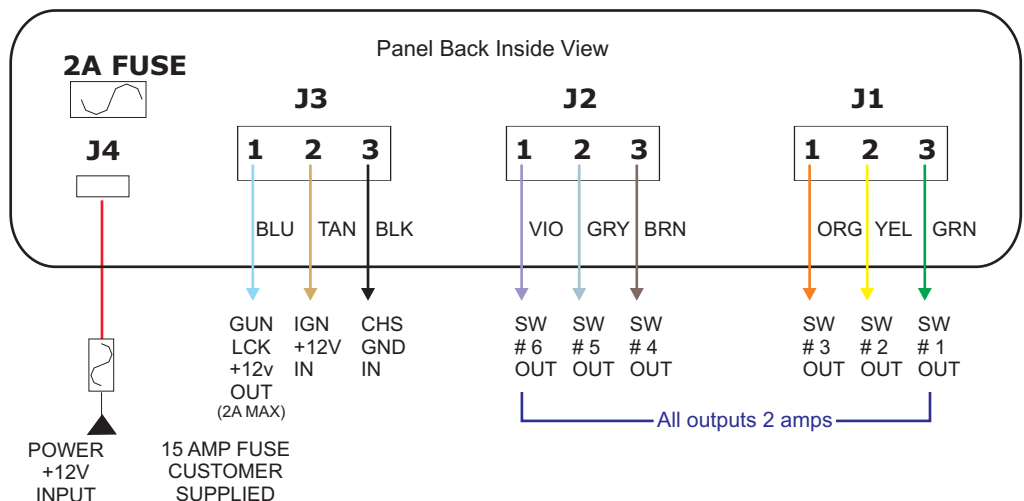 Panel Back Inside View
2A FUSE
J4
J3
1 2 3
BLU TAN BLK
J2
1 2 3
VIO GRY BRN
J1
1 2 3
ORG YEL GRN
GUN
LCK
+12v
OUT
(2A MAX)
IGN
+12V
IN
CHS
GND
IN
SW
# 6
OUT
SW
# 5
OUT
SW
# 4
OUT
SW
# 3
OUT
SW
# 2
OUT
SW
# 1
OUT
All outputs 2 amps
POWER
+12V
INPUT
15 AMP FUSE
CUSTOMER
SUPPLIED